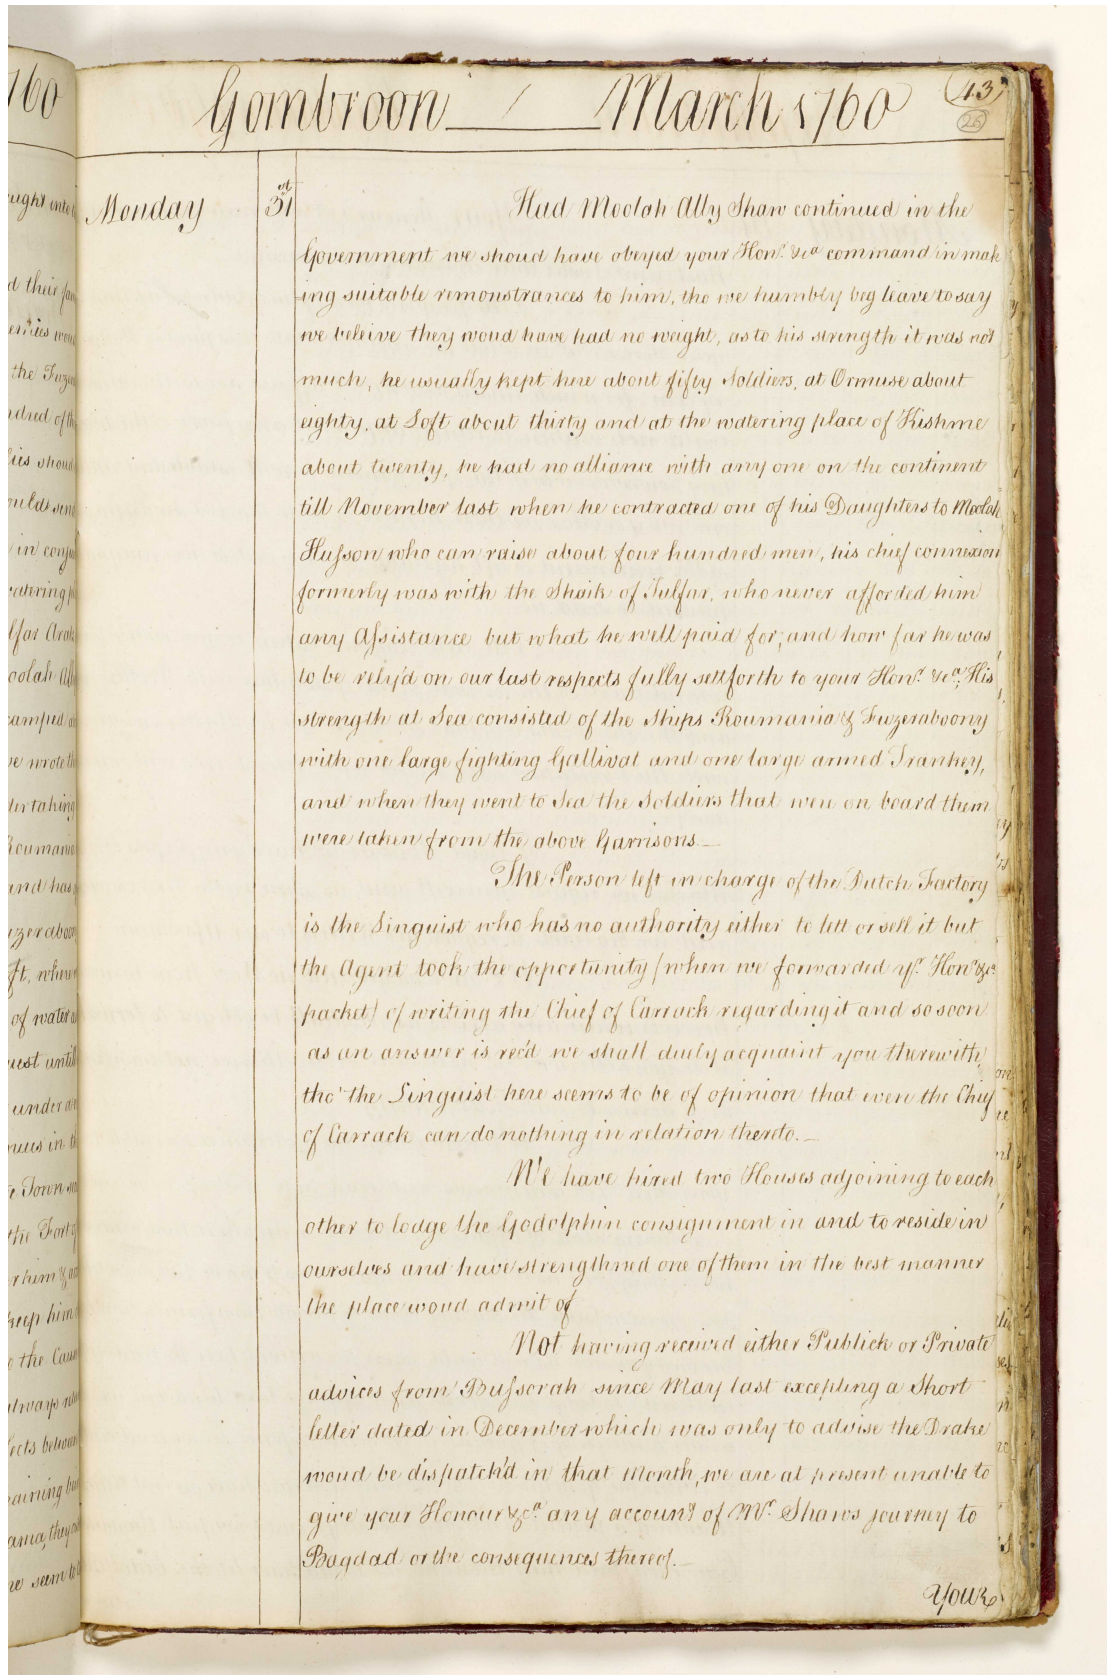 Gombroon March 1760
43
26
Monday 31st
Had Moolah Ally Shaw continued in the
Government we shoud have obeyed your Honr. &ca command in mak
-ing suitable remonstrances to him, tho we humbly beg leave to say
we beleive they woud have had no weight, as to his strength it was not
much, he usually kept here about fifty Soldiers, at Ormuse about
eighty, at Loft about thirty and at the watering place of Kishme
about twenty, he had no alliance with any one on the continent
till November last when he contracted one of his Daughters to Moolah
Husson who can raise about four hundred men, his chief connexion
formerly was with the Shaik of Julfar, who never afforded him
any Assistance but what he well paid for, and how far he was
to be rely'd on our last respects fully settforth to your Honr. &ca; His
strength at Sea consisted of the Ships Roumania & Fuzeraboony
with one large fighting Gallivat and one large armed Trankey,
and when they went to Sea the Soldiers that were on board them
were taken from the above Garrisons.—
The Person left in charge of the Dutch Factory
is the Linguist who has no authority either to lett or sell it but
the Agent took the opportunity (when we forwarded yr. Honr. &ca
packet) of writing the Chief of Carrack regarding it and so soon
as an answer is rec'd we shall duely acquaint you therewith,
tho' the Linguist here seems to be of opinion that even the Chief
of Carrack can do nothing in relation thereto.—
We have hired two Houses adjoining to each
other to lodge the Godolphin consignment in and to reside in
ourselves and have strengthned one of them in the best manner
the place woud admit of
Not having received either Publick or Private
advices from Bussorah since May last excepting a Short
letter dated in December which was only to advise the Drake
woud be dispatch'd in that Month, we are at present unable to
give your Honour &ca. any account of Mr. Shaws journey to
Bagdad or the consequences thereof.—
Your